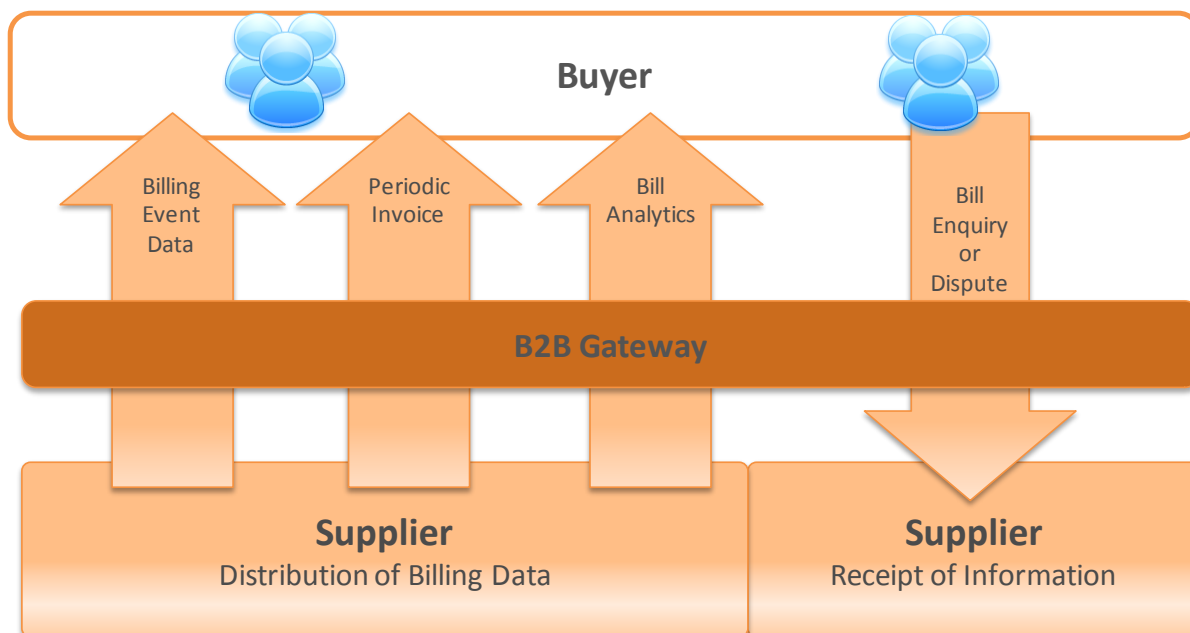 Buyer
Billing
Event
Data
Periodic
Invoice
Bill
Analytics
Bill
Enquiry
or
Dispute
B2B Gateway
Supplier
Distribution of Billing Data
Supplier
Receipt of Information